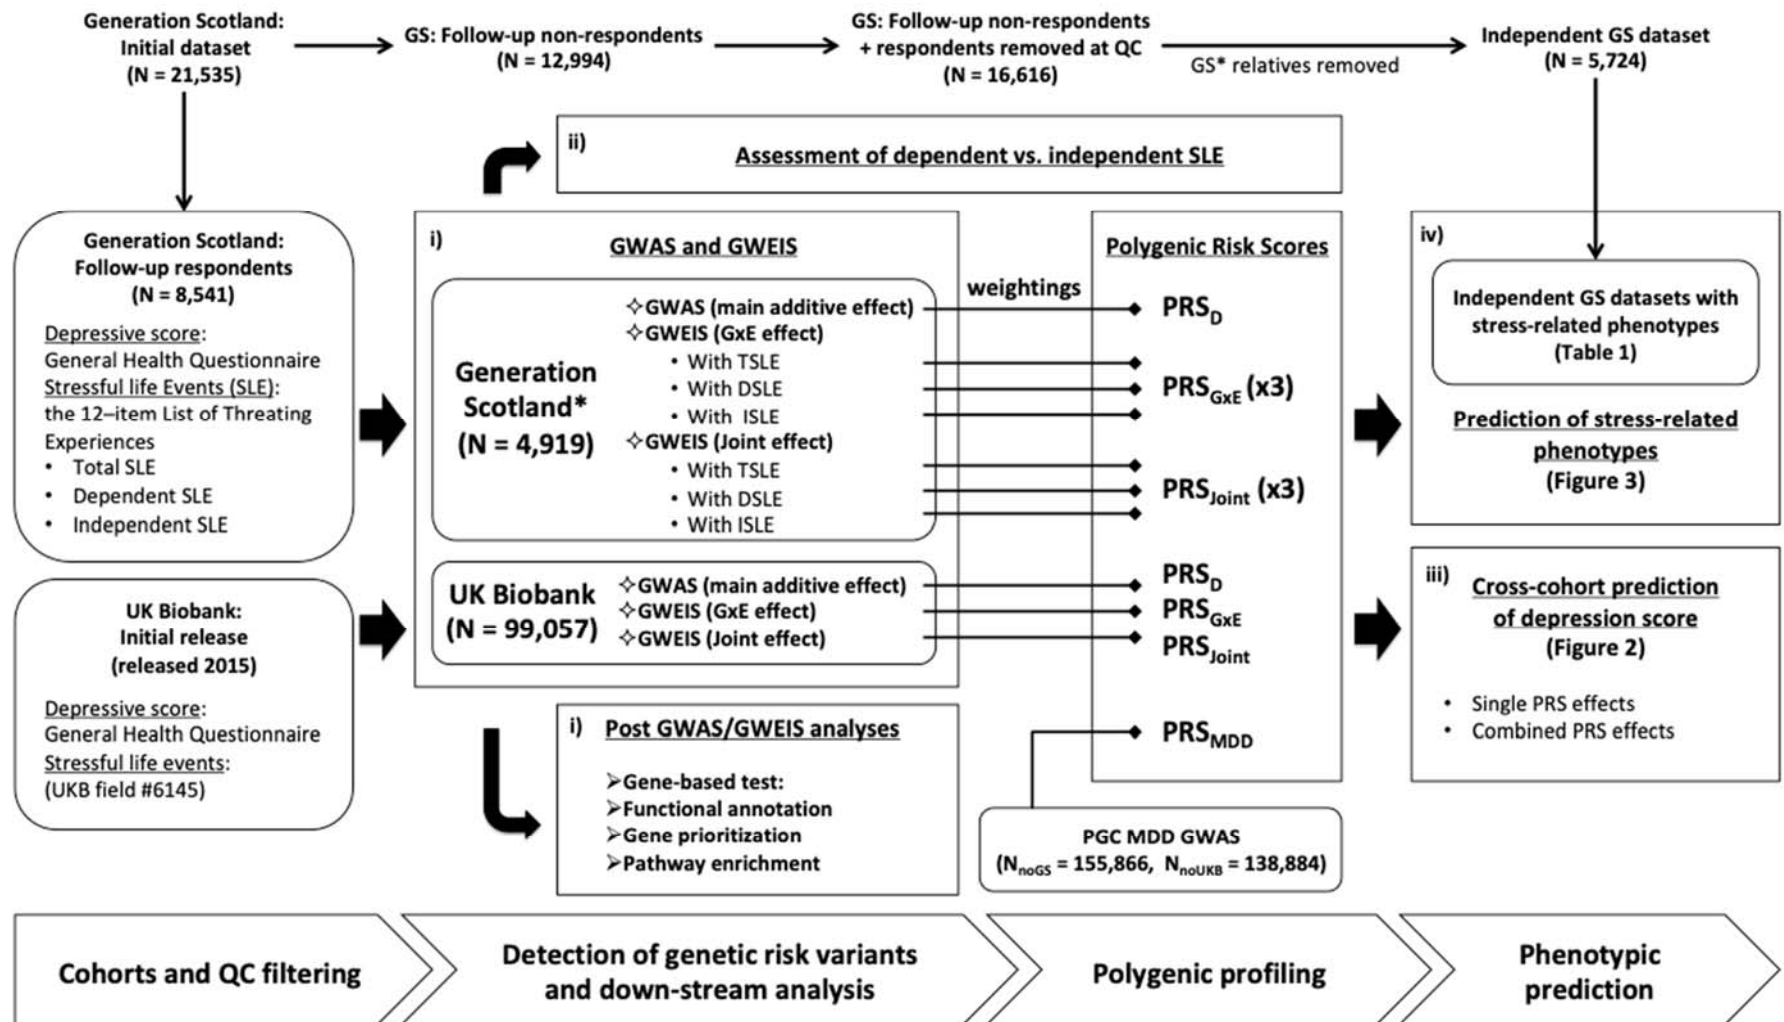 Generation Scotland:
Initial dataset
(N = 21,535)
GS: Follow-up non-respondents
(N = 12,994)
GS: Follow-up non-respondents
+ respondents removed at QC
(N = 16,616)
GS* relatives removed
Independent GS dataset
(N = 5,724)
ii)
Assessment of dependent vs. independent SLE
Generation Scotland:
Follow-up respondents
(N = 8,541)
Depressive score:
General Health Questionnaire
Stressful life Events (SLE):
the 12–item List of Threating
Experiences
• Total SLE
• Dependent SLE
• Independent SLE
UK Biobank:
Initial release
(released 2015)
Depressive score:
General Health Questionnaire
Stressful life events:
(UKB field #6145)
i)
GWAS and GWEIS
Generation
Scotland*
(N = 4,919)
✧GWAS (main additive effect)
✧GWEIS (GxE effect)
• With TSLE
• With DSLE
• With ISLE
✧GWEIS (Joint effect)
• With TSLE
• With DSLE
• With ISLE
UK Biobank
(N = 99,057)
✧GWAS (main additive effect)
✧GWEIS (GxE effect)
✧GWEIS (Joint effect)
i)
Post GWAS/GWEIS analyses
➢Gene-based test:
➢Functional annotation
➢Gene prioritization
➢Pathway enrichment
weightings
Polygenic Risk Scores
PRSD
PRSGxE (x3)
PRSJoint (x3)
PRSD
PRSGxE
PRSJoint
PRSMDD
PGC MDD GWAS
(NnoGS = 155,866, NnoUKB = 138,884)
iv)
Independent GS datasets with
stress-related phenotypes
(Table 1)
Prediction of stress-related
phenotypes
(Figure 3)
iii)
Cross-cohort prediction
of depression score
(Figure 2)
• Single PRS effects
• Combined PRS effects
Cohorts and QC filtering
Detection of genetic risk variants
and down-stream analysis
Polygenic profiling
Phenotypic
prediction